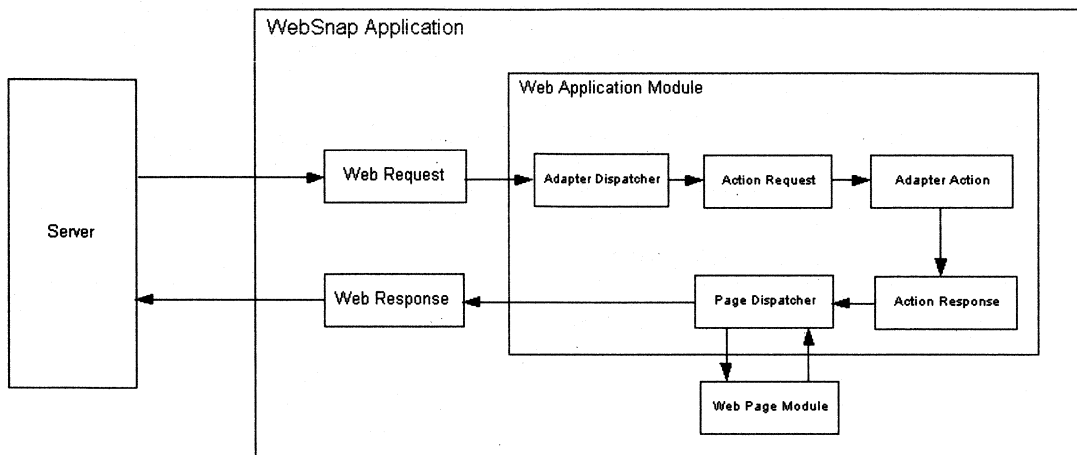 WebSnap Application
Web Application Module
Web Request
Adapter Dispatcher
Action Request
Adapter Action
Server
Web Response
Page Dispatcher
Action Response
Web Page Module